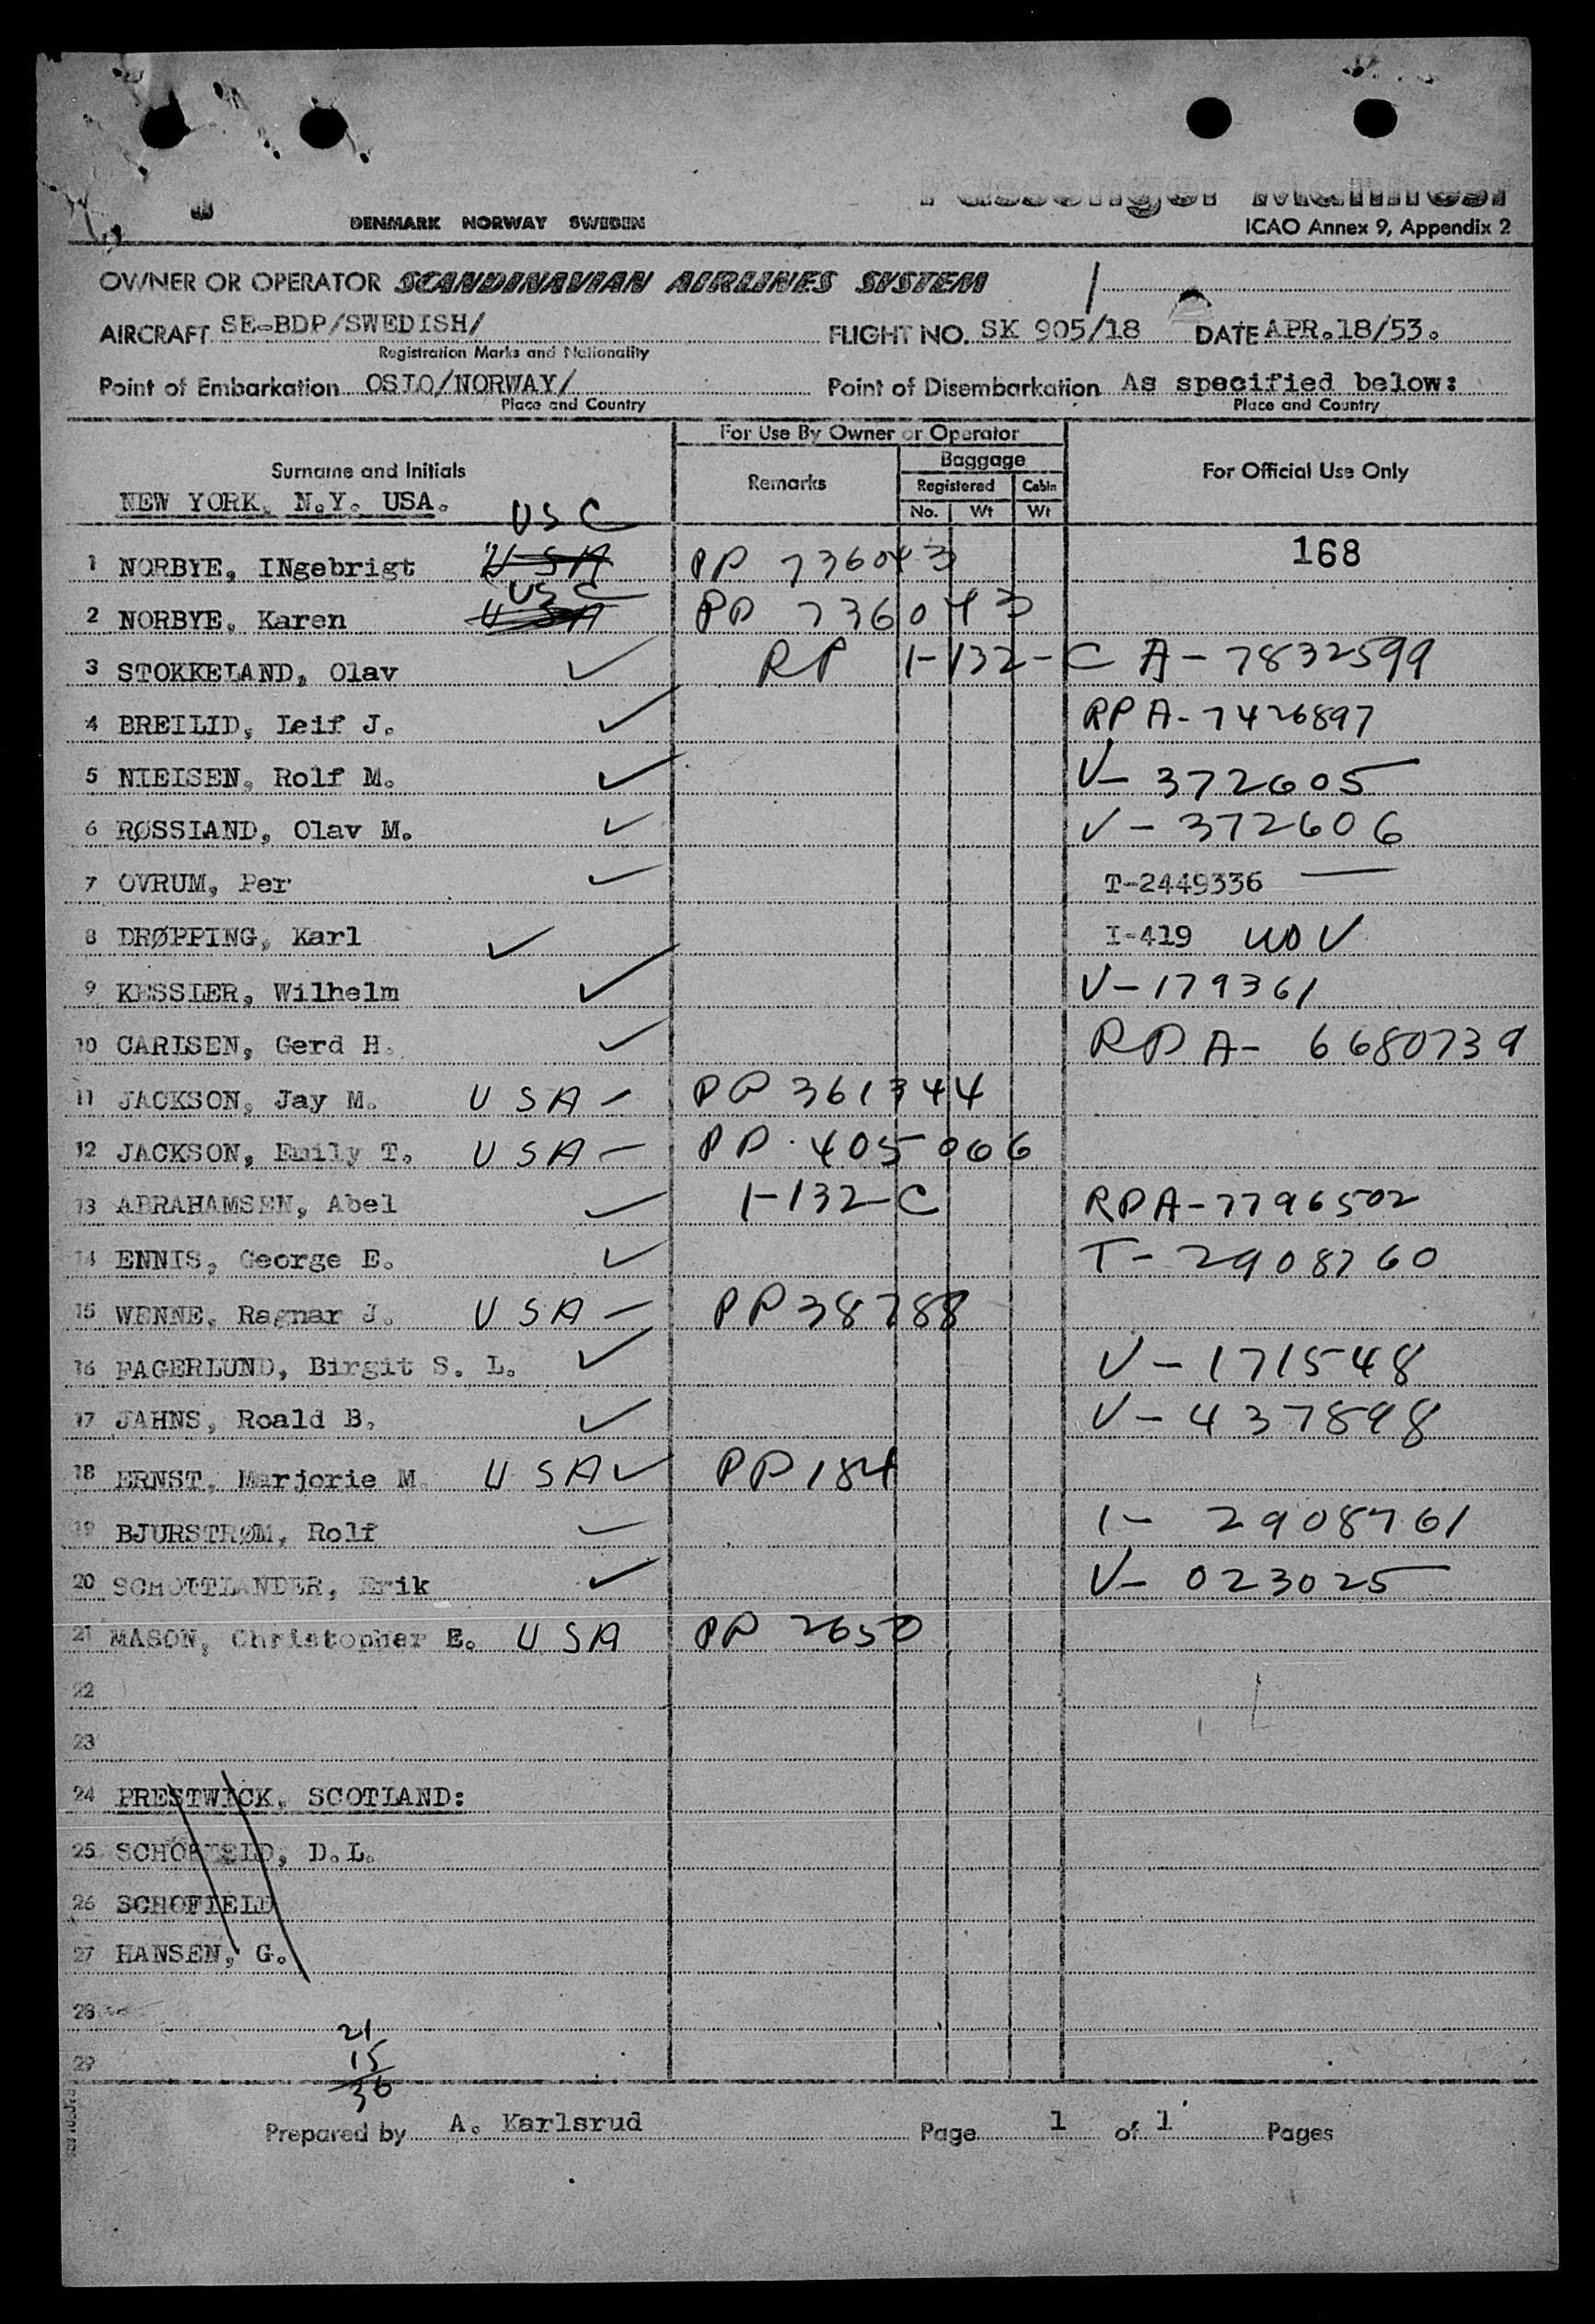 Passenger Manifest
DENMARK NORWAY SWEDEN
ICAO Annex 9, Appendix 2
OWNER OR OPERATOR SCANDINAVIAN AIRLINES SYSTEM
AIRCRAFT SE-BDP/SWEDISH/ FLIGHT NO. SK 905/18 DATE APR.18/53.
Registration Marks and Nationality
Point of Embarkation OSLO/NORWAY/ Point of Disembarkation As specified below:
Place and Country Place and Country
For Use By Owner or Operator
Surname and Initials Remarks Baggage For Official Use Only
Registered Cabin
NEW YORK, N.Y. USA. No. Wt Wt
USC
1 NORBYE, INgebrigt USA PP 736043 168
USC
2 NORBYE, Karen USA PP 736043
3 STOKKELAND, Olav ✓ RP 1-132-C A-7832599
4 BREILID, Leif J. ✓ RPA-7426897
5 NIELSEN, Rolf M. ✓ V-372605
6 RØSSLAND, Olav M. ✓ V-372606
7 OVRUM, Per ✓ T-2449336
8 DRØPPING, Karl ✓ I-419 WOV
9 KESSLER, Wilhelm ✓ V-179361
10 CARLSEN, Gerd H. ✓ RPA-6680739
11 JACKSON, Jay M. USA - PP 361344
12 JACKSON, Emily T. USA - PP 405066
13 ABRAHAMSEN, Abel ✓ 1-132-C RPA-7796502
14 ENNIS, George E. ✓ T-2908760
15 WENNE, Ragnar J. USA - PP 38788
16 FAGERLUND, Birgit S. L. ✓ V-171548
17 JAHNS, Roald B. ✓ V-437898
18 ERNST, Marjorie M. USA ✓ PP 184
19 BJURSTRØM, Rolf ✓ 1-2908761
20 SCHOTTLANDER, Erik ✓ V-023025
21 MASON, Christopher E. USA PP 2650
22
23
24 PRESTWICK, SCOTLAND:
25 SCHOFIELD, D.L.
26 SCHOFIELD
27 HANSEN, G.
28
21
29 15
36
Prepared by A. Karlsrud Page 1 of 1 Pages